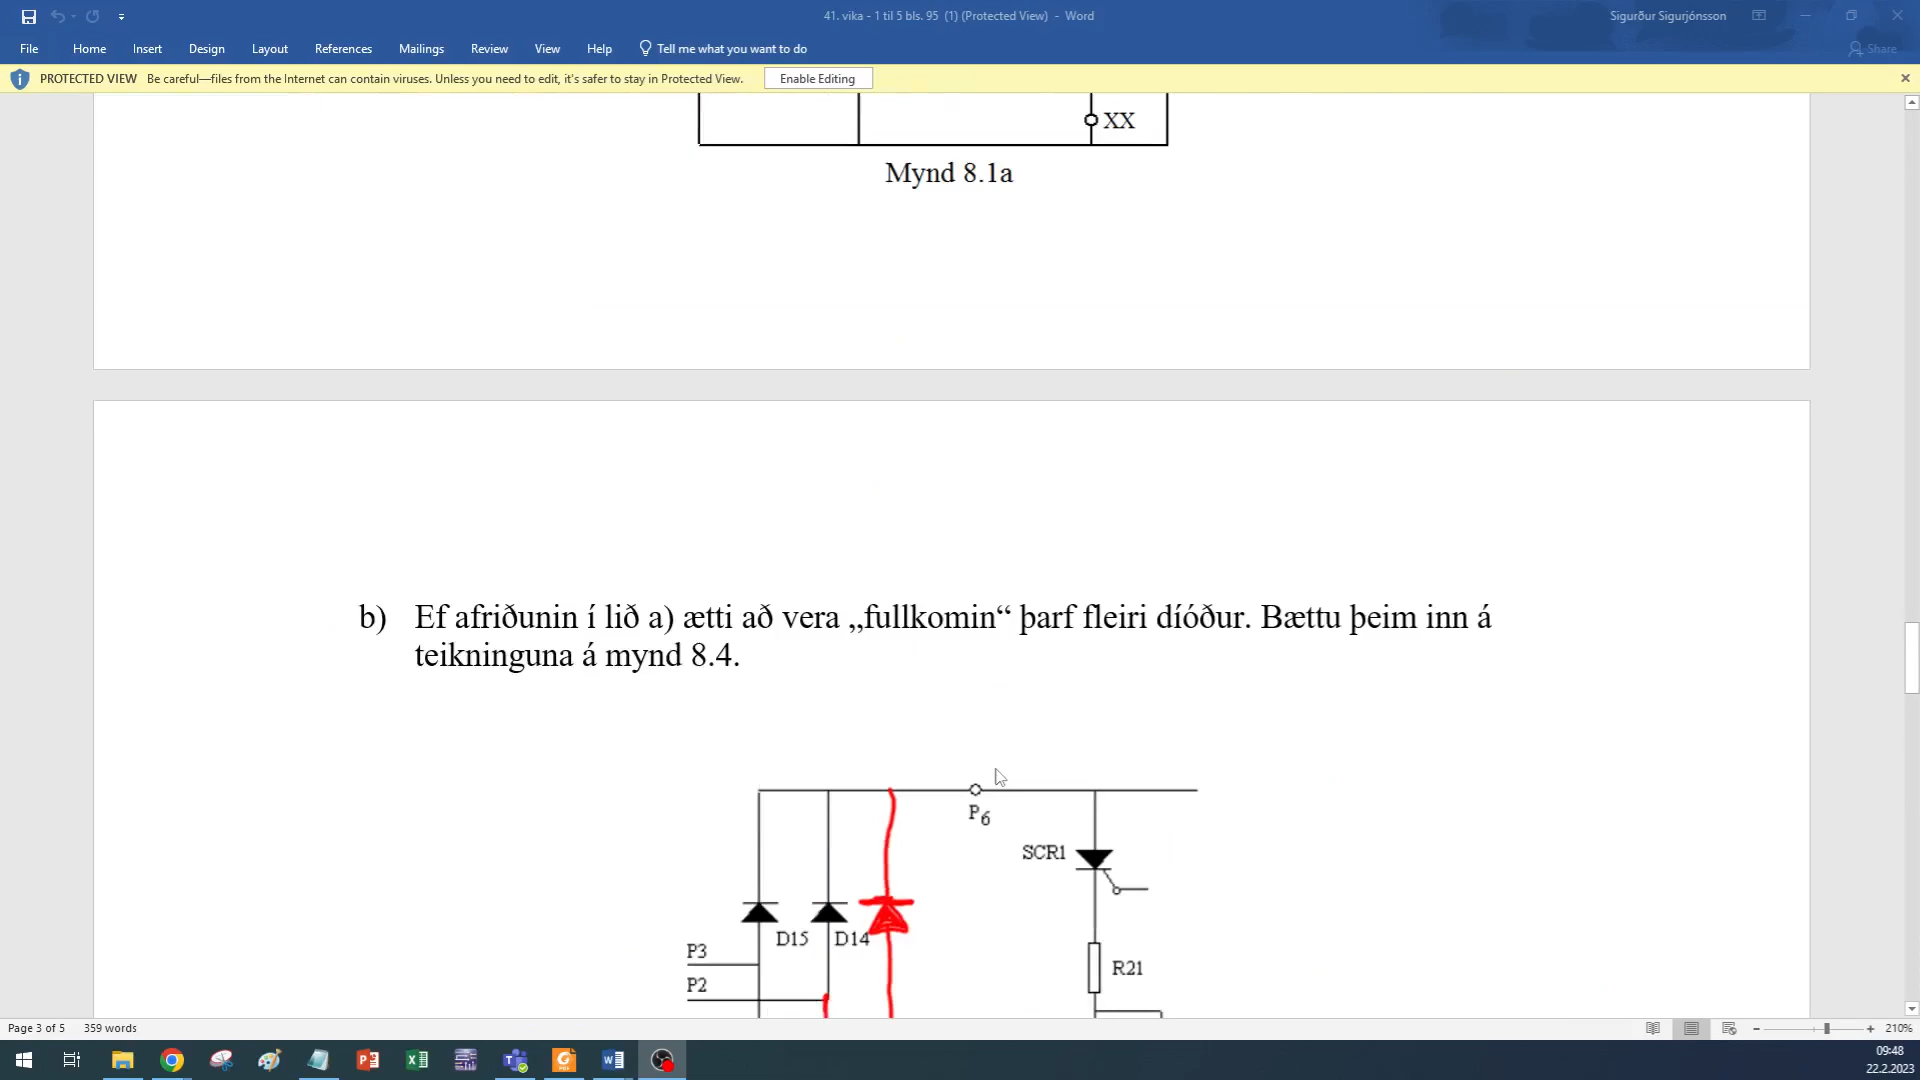 41. vika - 1 til 5 bls. 95 (1) (Protected View) - Word
Sigurður Sigurjónsson
File Home Insert Design Layout References Mailings Review View Help Tell me what you want to do
Share
PROTECTED VIEW Be careful—files from the Internet can contain viruses. Unless you need to edit, it's safer to stay in Protected View. Enable Editing
XX
Mynd 8.1a
b) Ef afriðunin í lið a) ætti að vera „fullkomin“ þarf fleiri díóður. Bættu þeim inn á
teikninguna á mynd 8.4.
P6
SCR1
D15 D14
P3
R21
P2
Page 3 of 5 359 words
210%
09:48
22.2.2023